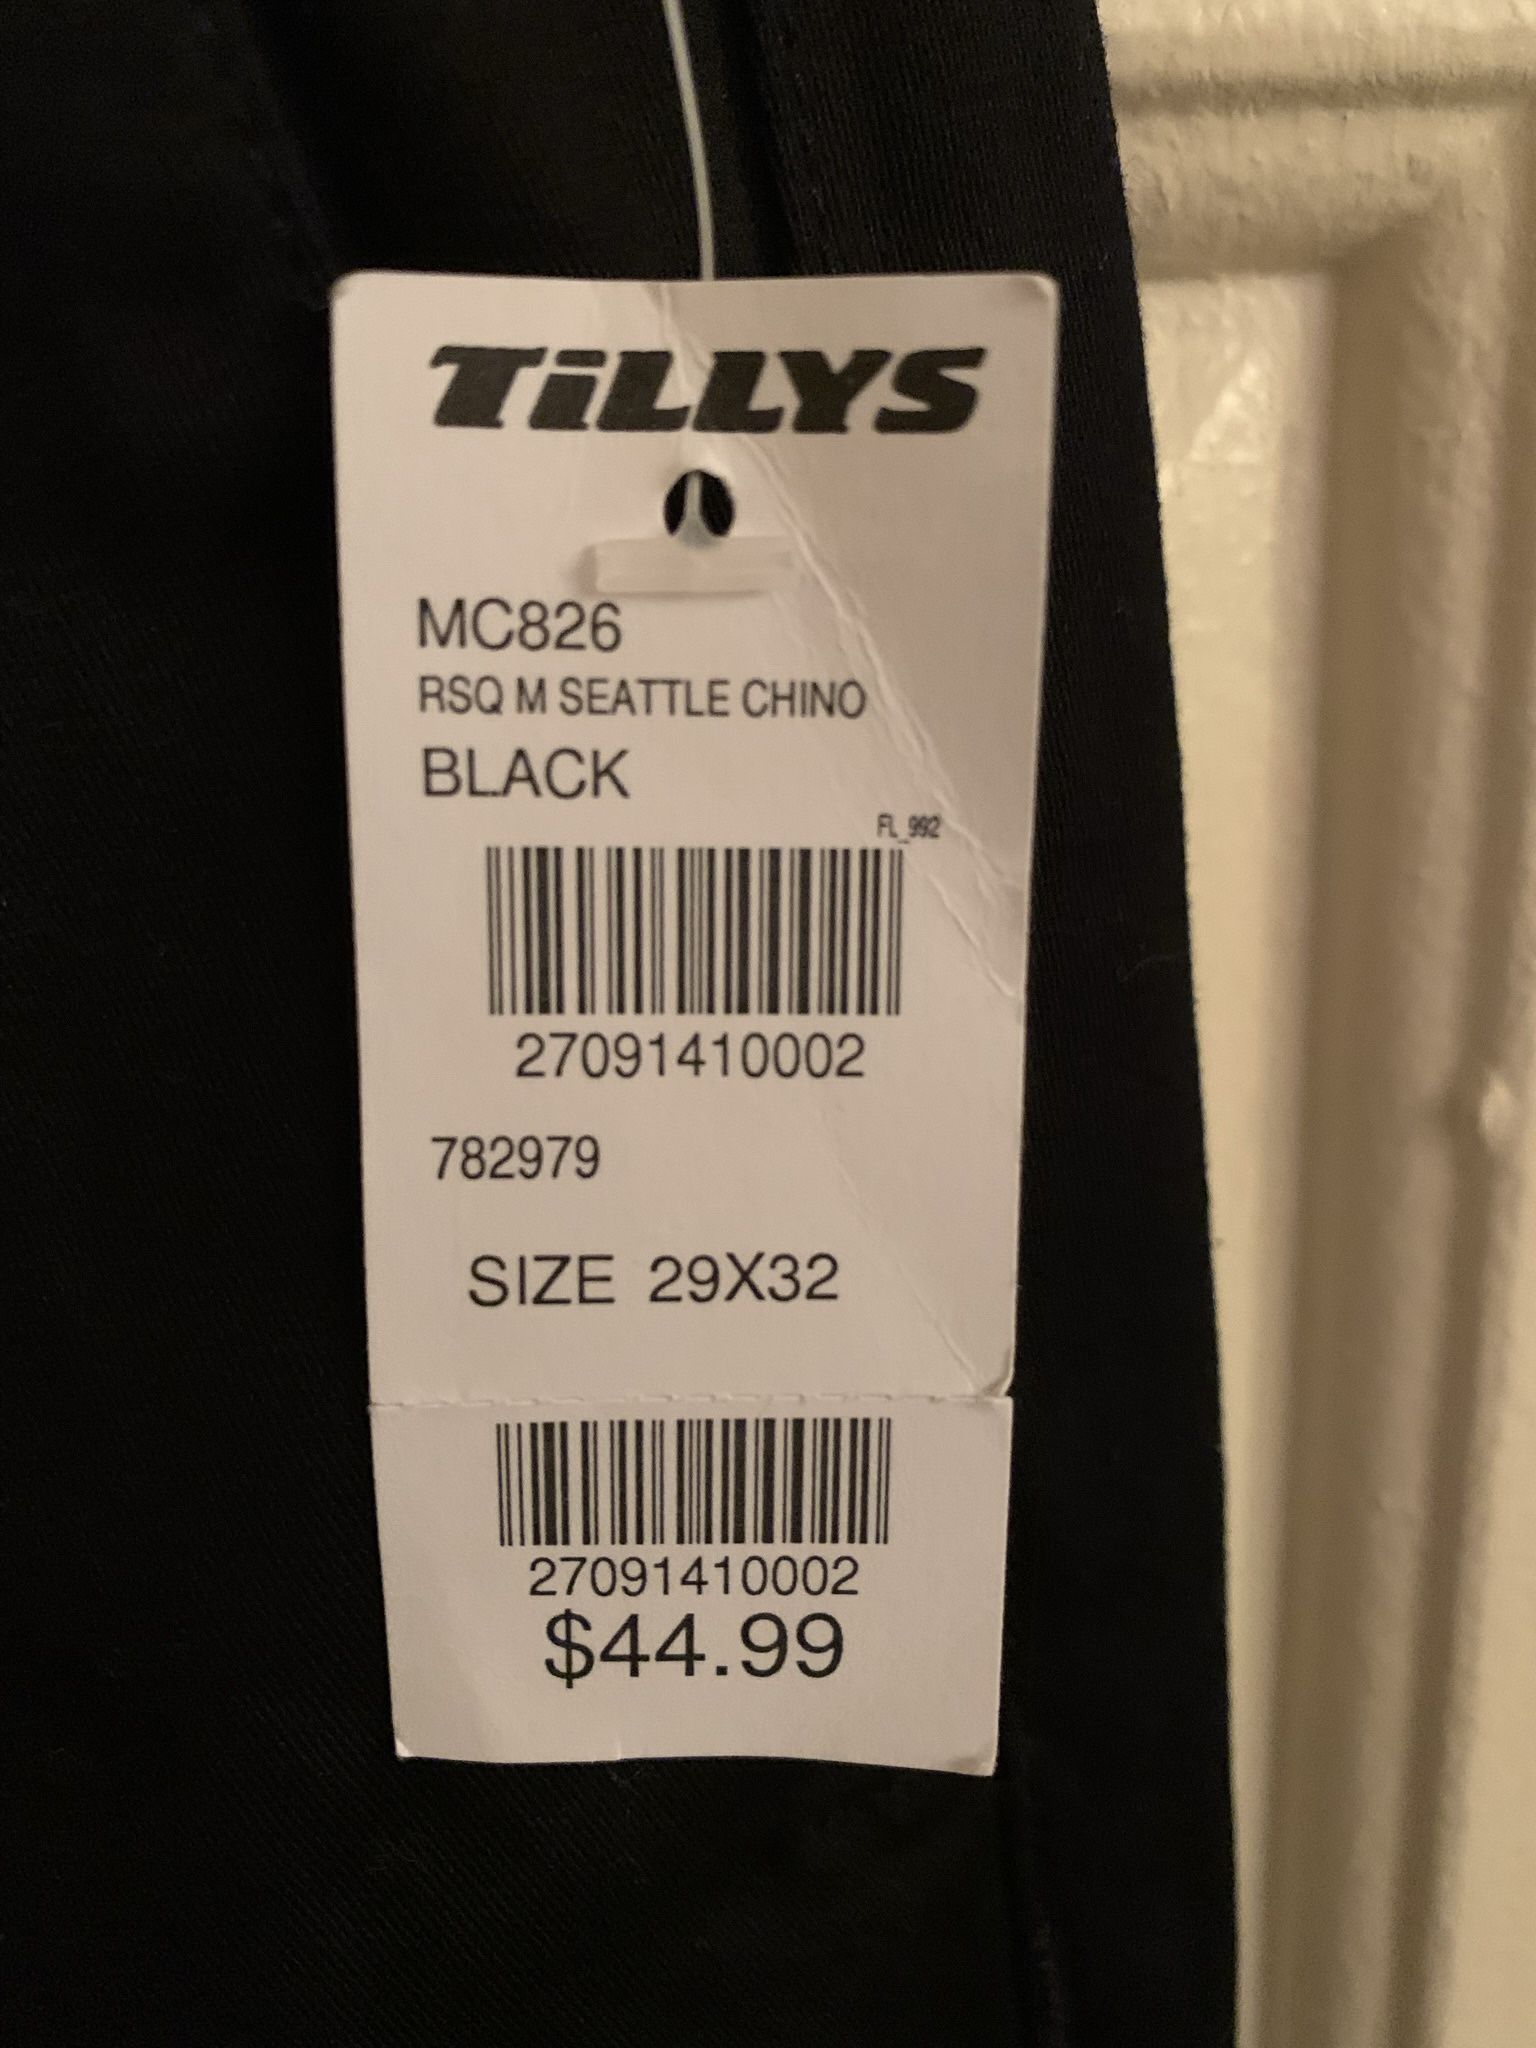 TiLLYS
MC826
RSQ M SEATTLE CHINO
BLACK
FL_992
27091410002
782979
SIZE 29X32
27091410002
$44.99